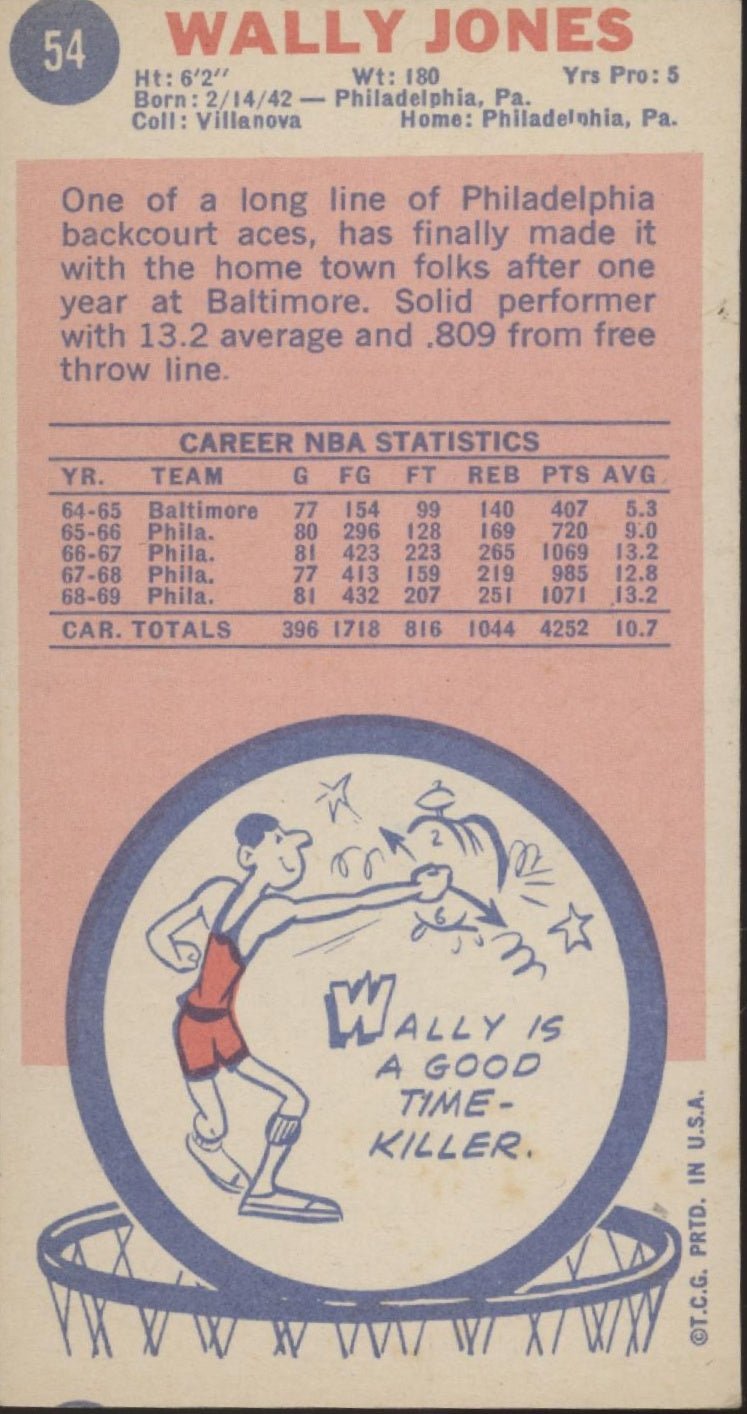 54
WALLY JONES
Ht: 6'2" Wt: 180 Yrs Pro: 5
Born: 2/14/42 — Philadelphia, Pa.
Coll: Villanova Home: Philadelphia, Pa.
One of a long line of Philadelphia
backcourt aces, has finally made it
with the home town folks after one
year at Baltimore. Solid performer
with 13.2 average and .809 from free
throw line.
CAREER NBA STATISTICS
YR. TEAM G FG FT REB PTS AVG
64-65 Baltimore 77 154 99 140 407 5.3
65-66 Phila. 80 296 128 169 720 9.0
66-67 Phila. 81 423 223 265 1069 13.2
67-68 Phila. 77 413 159 219 985 12.8
68-69 Phila. 81 432 207 251 1071 13.2
CAR. TOTALS 396 1718 816 1044 4252 10.7
2
6
WALLY IS
A GOOD
TIME-
KILLER.
©T.C.G. PRTD. IN U.S.A.